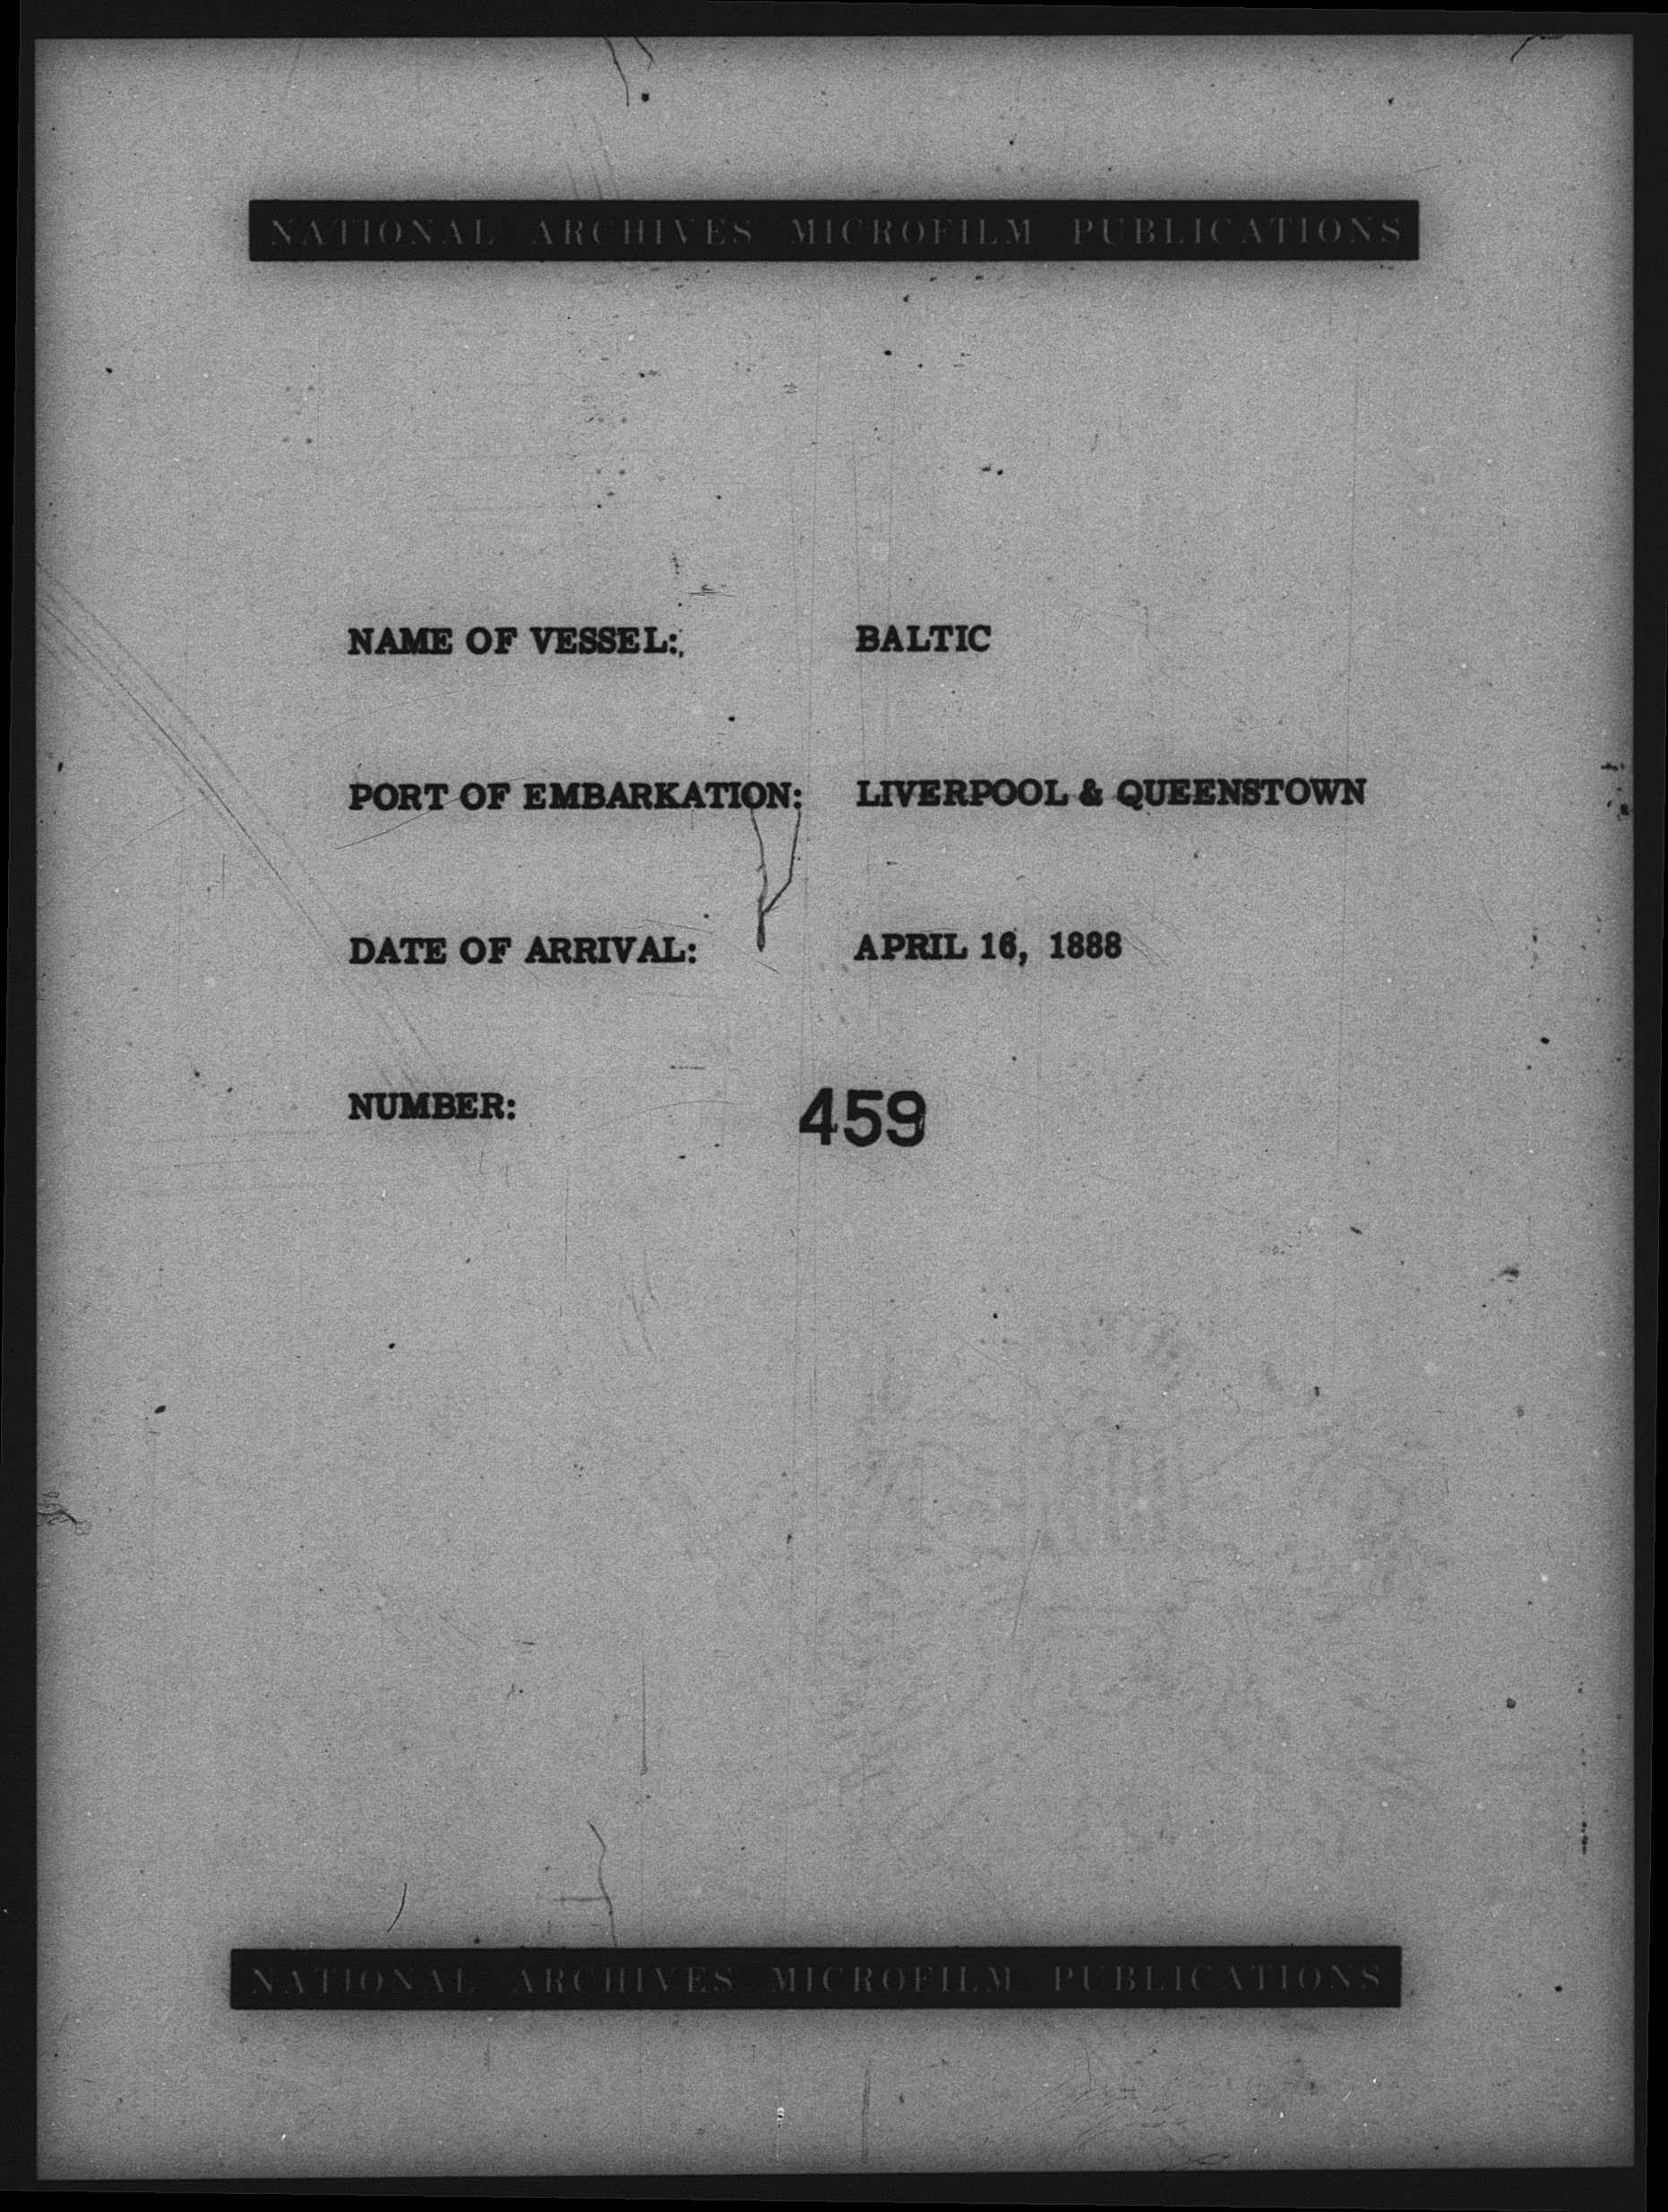 NATIONAL ARCHIVES MICROFILM PUBLICATIONS
NAME OF VESSEL: BALTIC
PORT OF EMBARKATION: LIVERPOOL & QUEENSTOWN
DATE OF ARRIVAL: APRIL 16, 1888
NUMBER: 459
NATIONAL ARCHIVES MICROFILM PUBLICATIONS